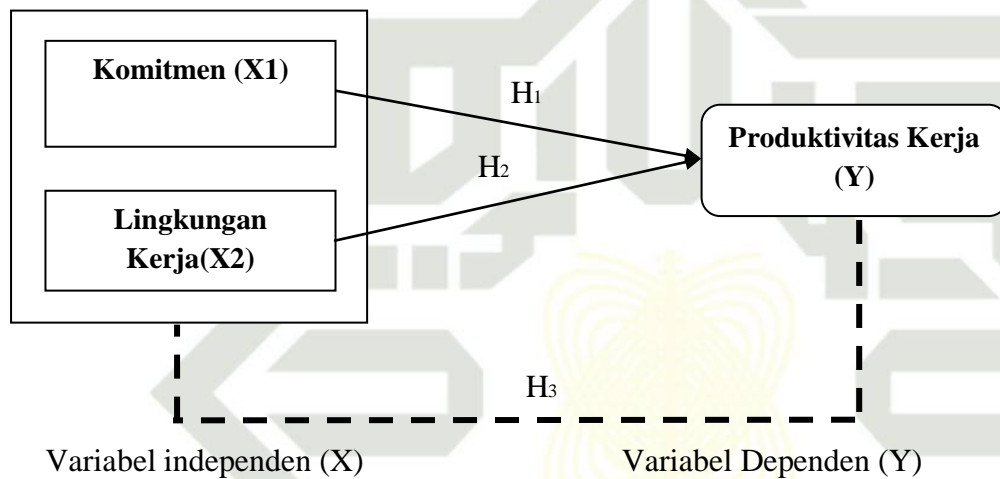 Komitmen (X1)
H1
Produktivitas Kerja
(Y)
H2
Lingkungan
Kerja(X2)
H3
Variabel independen (X)
Variabel Dependen (Y)